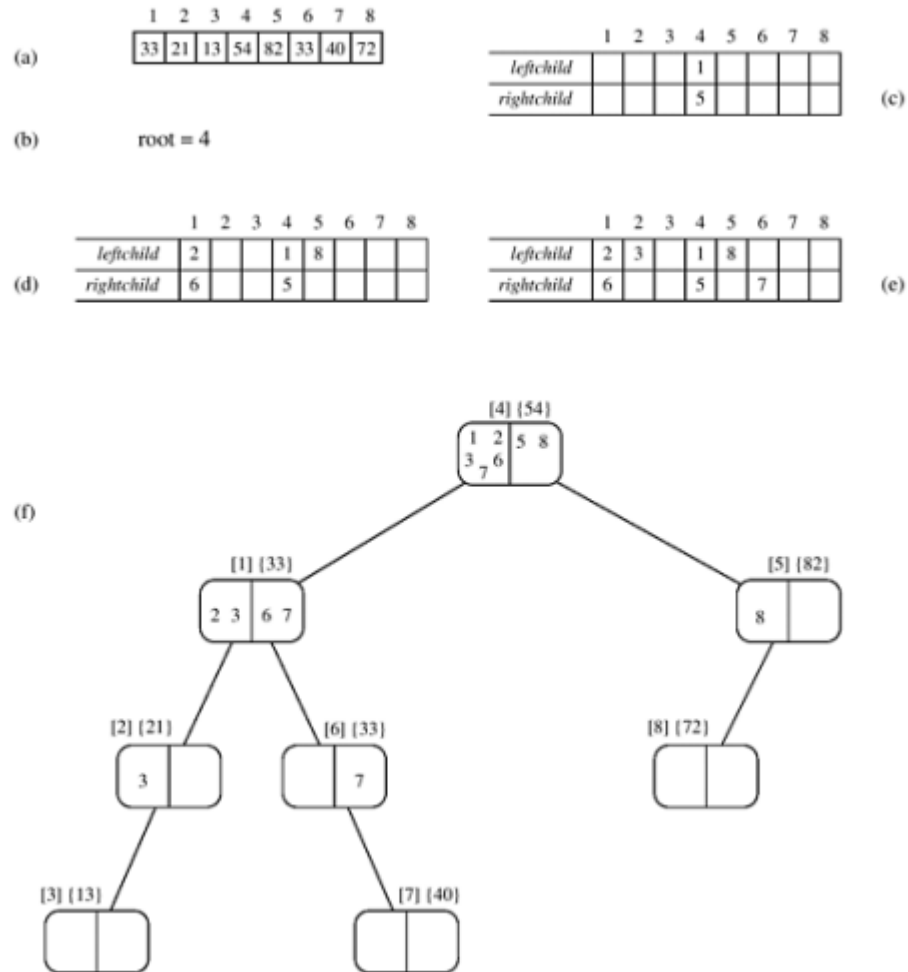 1 2 3 4 5 6 7 8
(a) 33 21 13 54 82 33 40 72
(b) root = 4
1 2 3 4 5 6 7 8
leftchild 1
rightchild 5
(c)
1 2 3 4 5 6 7 8
leftchild 2 1 8
(d) rightchild 6 5
1 2 3 4 5 6 7 8
leftchild 2 3 1 8
rightchild 6 5 7
(e)
(f)
[4] {54}
1 2 5 8
3 6
7
[1] {33}
2 3 6 7
[5] {82}
8
[2] {21}
3
[6] {33}
7
[8] {72}
[3] {13}
[7] {40}